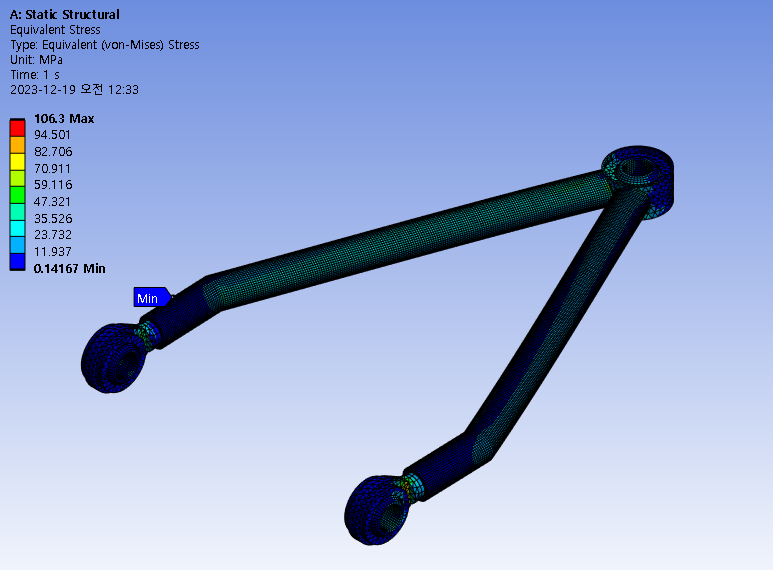 A: Static Structural
Equivalent Stress
Type: Equivalent (von-Mises) Stress
Unit: MPa
Time: 1 s
2023-12-19 오전 12:33
106.3 Max
94.501
82.706
70.911
59.116
47.321
35.526
23.732
11.937
0.14167 Min
Min